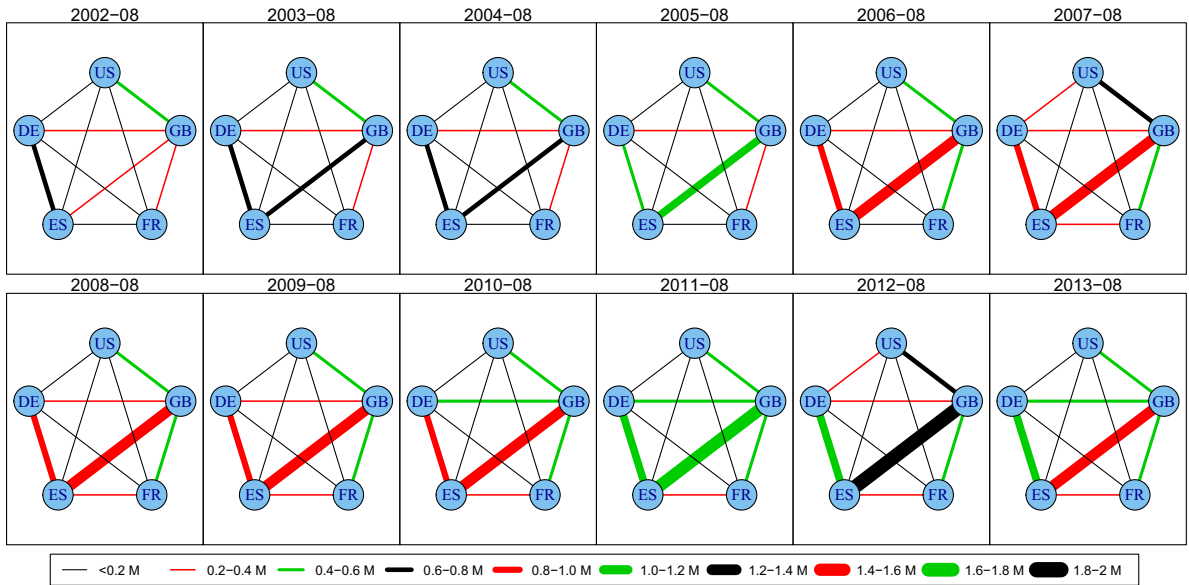 2002−08 2003−08 2004−08 2005−08 2006−08 2007−08
US US US US US US
DE GB DE GB DE GB DE GB DE GB DE GB
ES FR ES FR ES FR ES FR ES FR ES FR
2008−08 2009−08 2010−08 2011−08 2012−08 2013−08
US US US US US US
DE GB DE GB DE GB DE GB DE GB DE GB
ES FR ES FR ES FR ES FR ES FR ES FR
<0.2 M 0.2−0.4 M 0.4−0.6 M 0.6−0.8 M 0.8−1.0 M 1.0−1.2 M 1.2−1.4 M 1.4−1.6 M 1.6−1.8 M 1.8−2 M